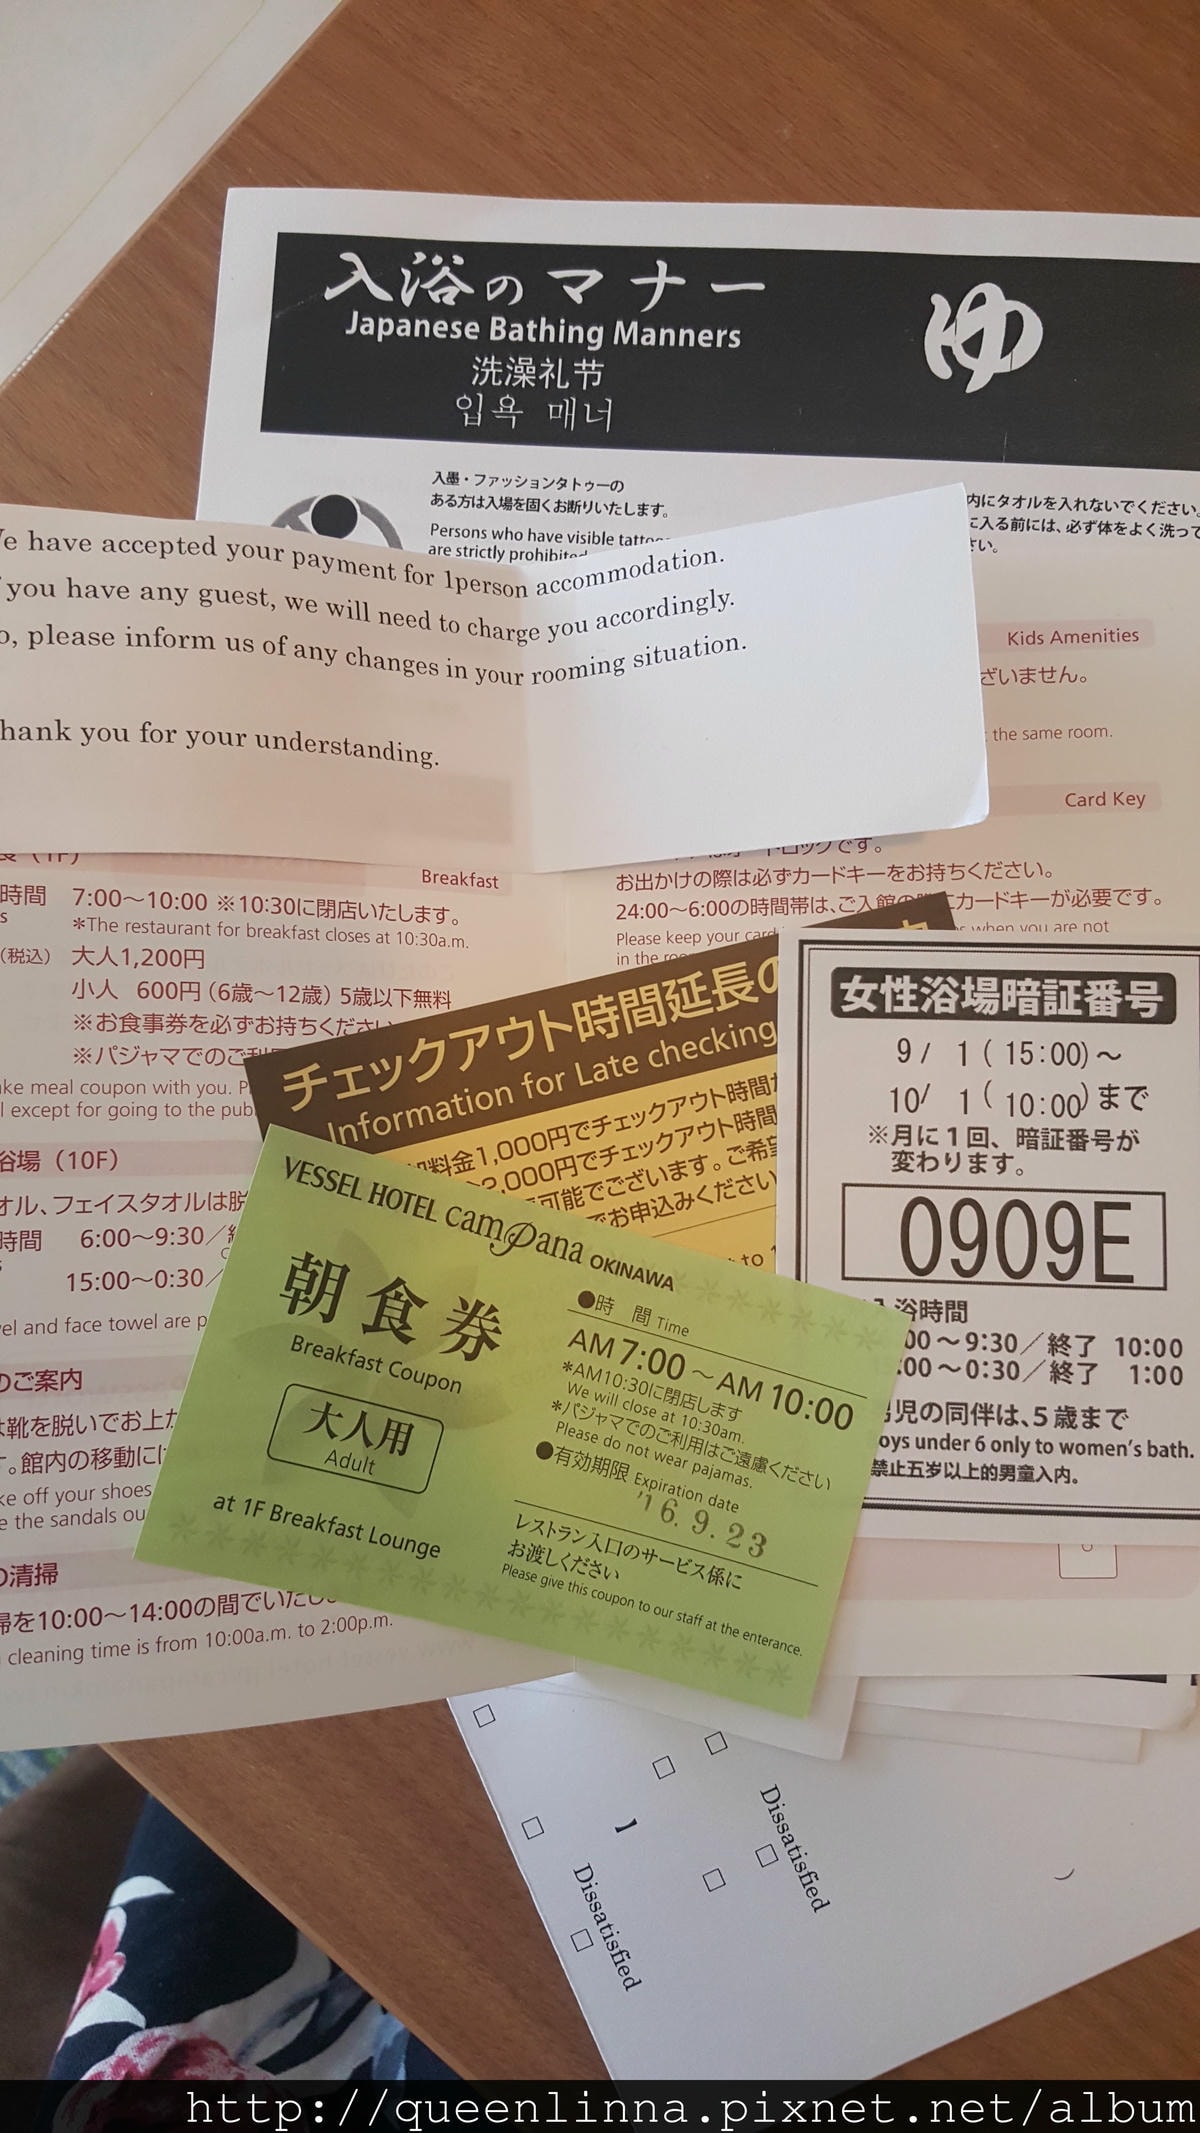 入浴のマナー
Japanese Bathing Manners
洗澡礼节
입욕 매너
ゆ
入墨・ファッションタトゥーの
ある方は入場を固くお断りいたします。
Persons who have visible
are strictly prohibited
内にタオルを入れないでください。
に入る前には、必ず体をよく洗って
さい。
e have accepted your payment for 1person accommodation.
you have any guest, we will need to charge you accordingly.
o, please inform us of any changes in your rooming situation.
hank you for your understanding.
Kids Amenities
ざいません。
the same room.
Card Key
お出かけの際は必ずカードキーをお持ちください。
24:00～6:00の時間帯は、ご入館の際にカードキーが必要です。
Please keep your card
when you are not
in the
(1F)
Breakfast
時間 7:00～10:00 ※10:30に閉店いたします。
*The restaurant for breakfast closes at 10:30a.m.
(税込) 大人1,200円
小人 600円（6歳～12歳）5歳以下無料
※お食事券を必ずお持ちください
※パジャマでのご利
ake meal coupon with you.
l except for going to the pub
浴場（10F）
オル、フェイスタオルは脱
時間 6:00～9:30／
15:00～0:30／
vel and face towel are
のご案内
は靴を脱いでお上が
。館内の移動に
ke off your shoes
e the sandals ou
の清掃
掃を10:00～14:00の間でいたし
cleaning time is from 10:00a.m. to 2:00p.m.
チェックアウト時間延長の
Information for Late checking
料金1,000円でチェックアウト時間
2,000円でチェックアウト時間
可能でございます。ご希望
でお申込みください
女性浴場暗証番号
9/ 1 ( 15:00)～
10/ 1 ( 10:00)まで
※月に1回、暗証番号が
変わります。
0909E
入浴時間
00～9:30／終了 10:00
:00～0:30／終了 1:00
男児の同伴は、5歳まで
oys under 6 only to women's bath.
禁止五岁以上的男童入内。
VESSEL HOTEL campana OKINAWA
朝食券
Breakfast Coupon
大人用
Adult
at 1F Breakfast Lounge
●時間 Time
AM 7:00～AM 10:00
*AM10:30に閉店します
We will close at 10:30am.
*パジャマでのご利用はご遠慮ください
Please do not wear pajamas.
●有効期限 Expiration date
'16.9.23
レストラン入口のサービス係に
お渡しください
Please give this coupon to our staff at the enterance.
Dissatisfied
Dissatisfied
http://queenlinna.pixnet.net/album